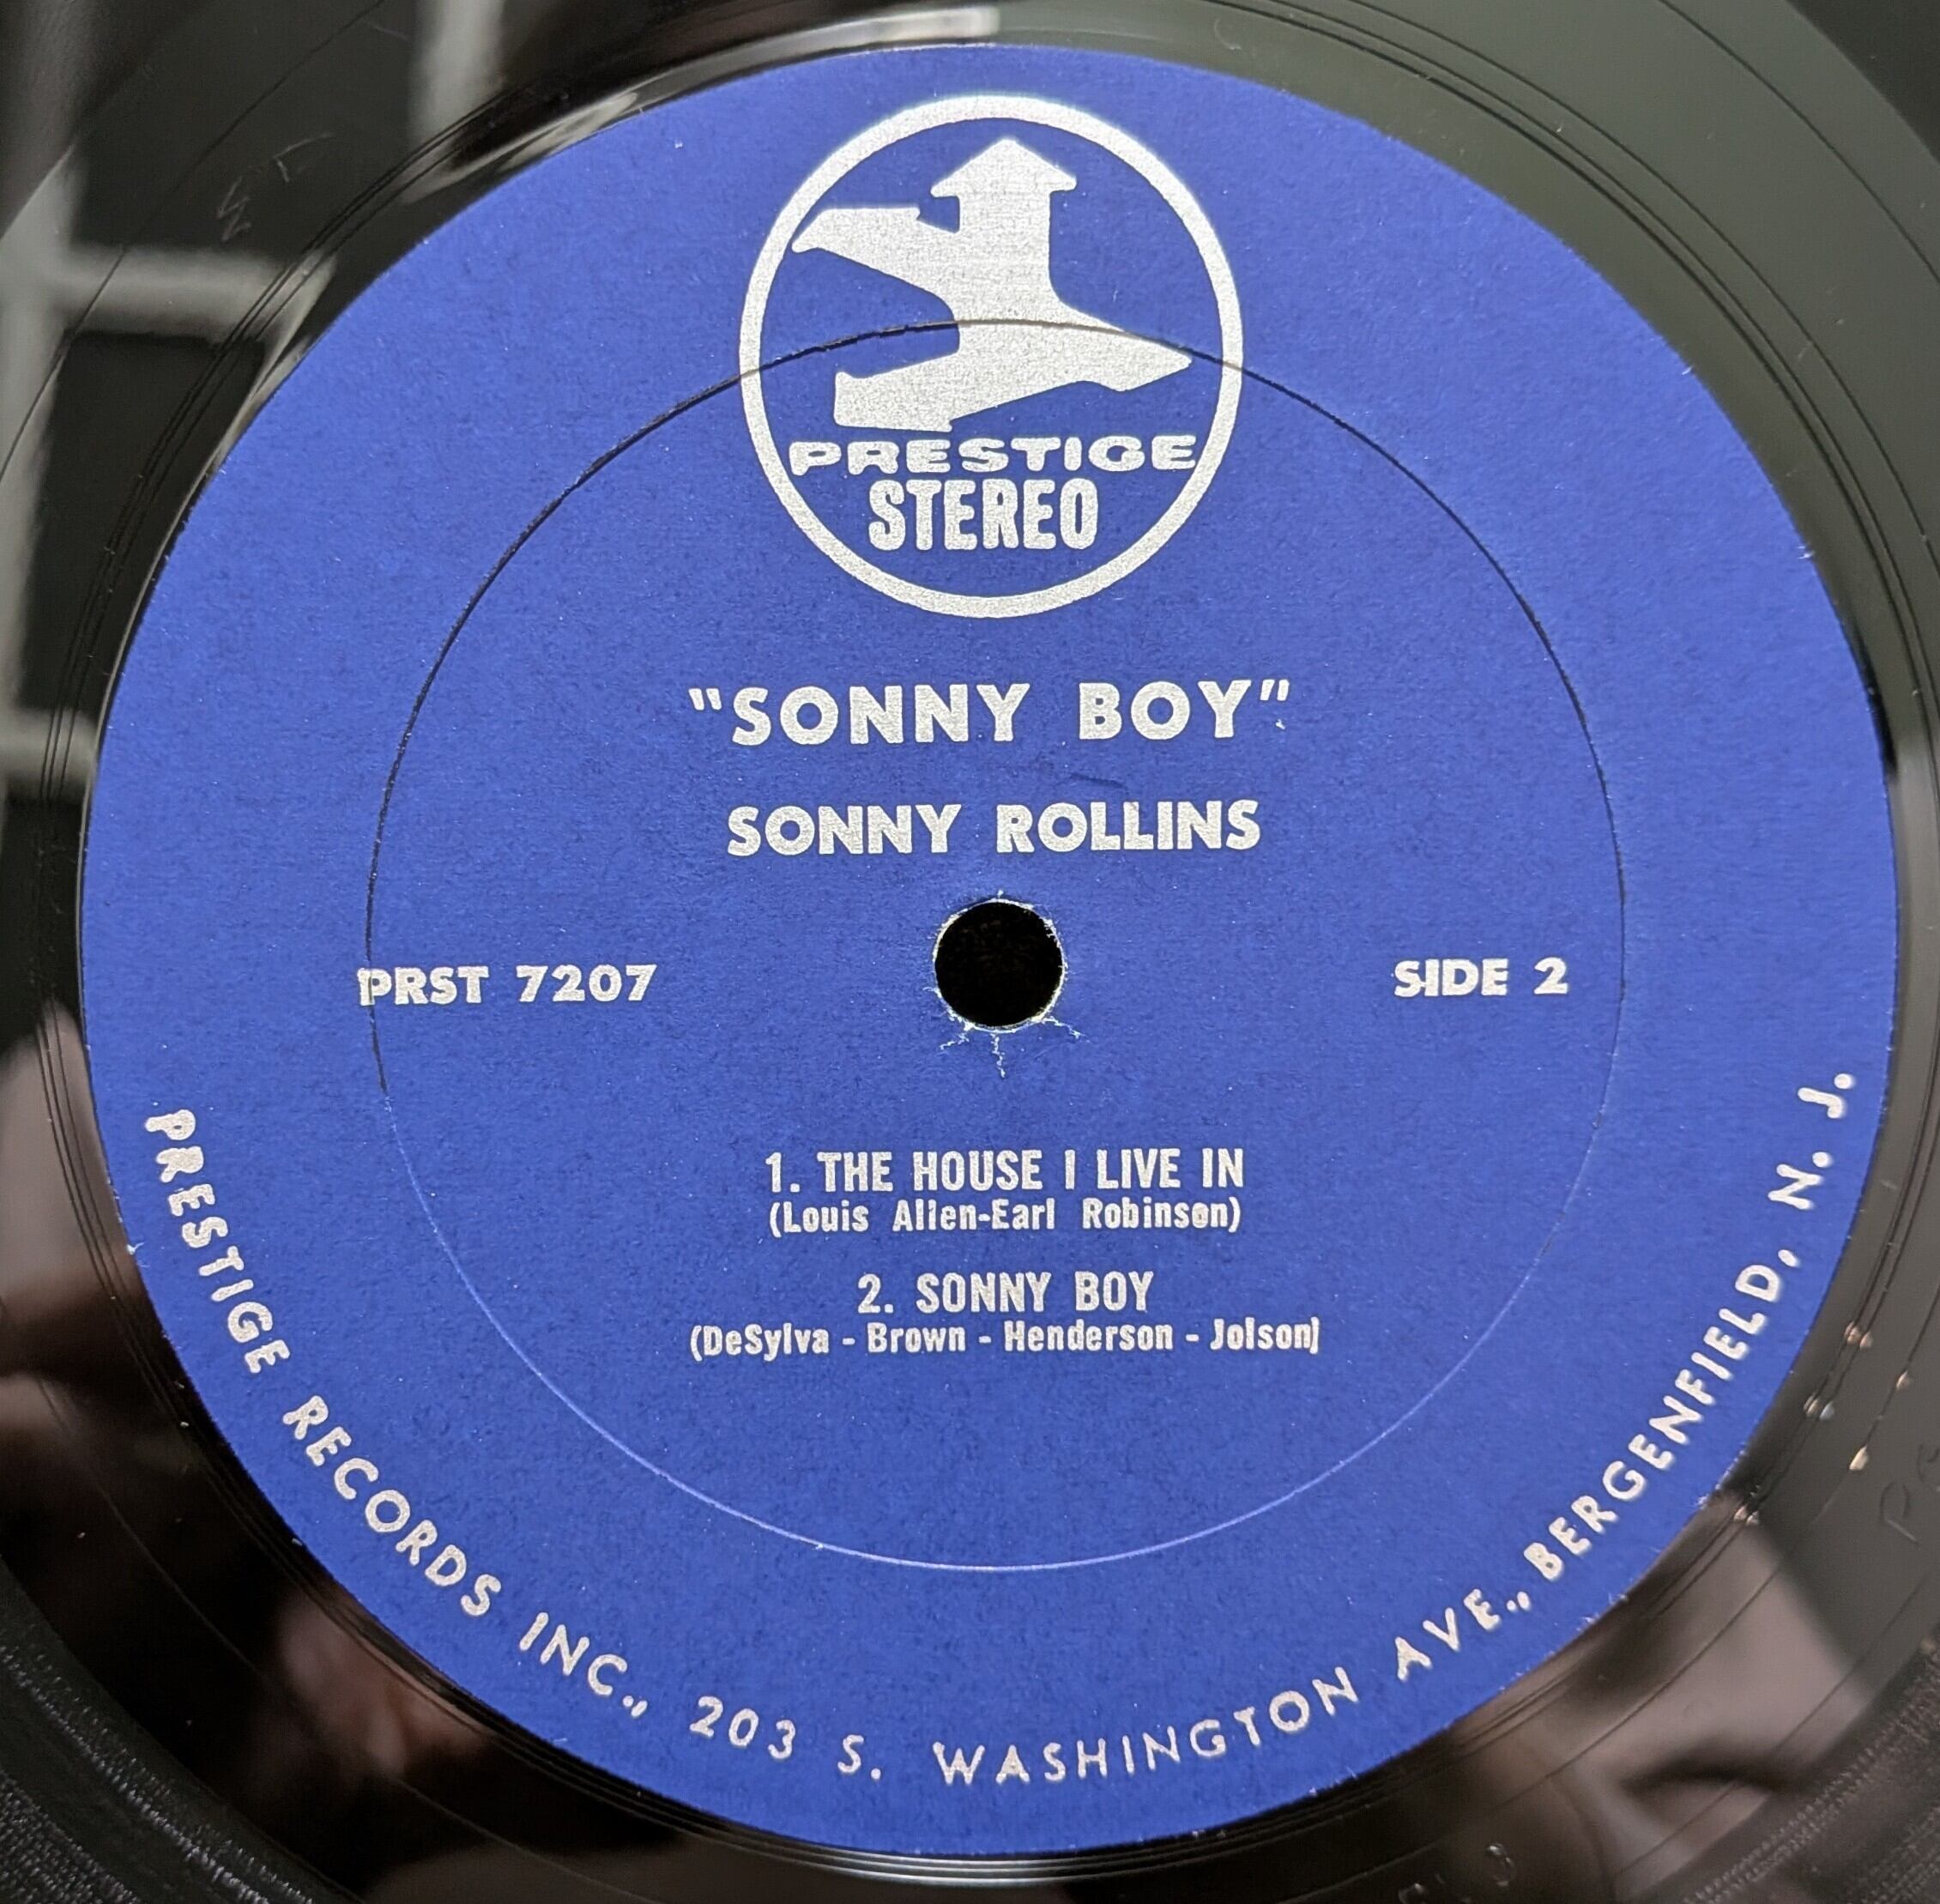 PRESTIGE
STEREO
"SONNY BOY"
SONNY ROLLINS
PRST 7207
SIDE 2
1. THE HOUSE I LIVE IN
(Louis Allen-Earl Robinson)
2. SONNY BOY
(DeSylva - Brown - Henderson - Jolson)
PRESTIGE RECORDS INC., 203 S. WASHINGTON AVE., BERGENFIELD, N. J.